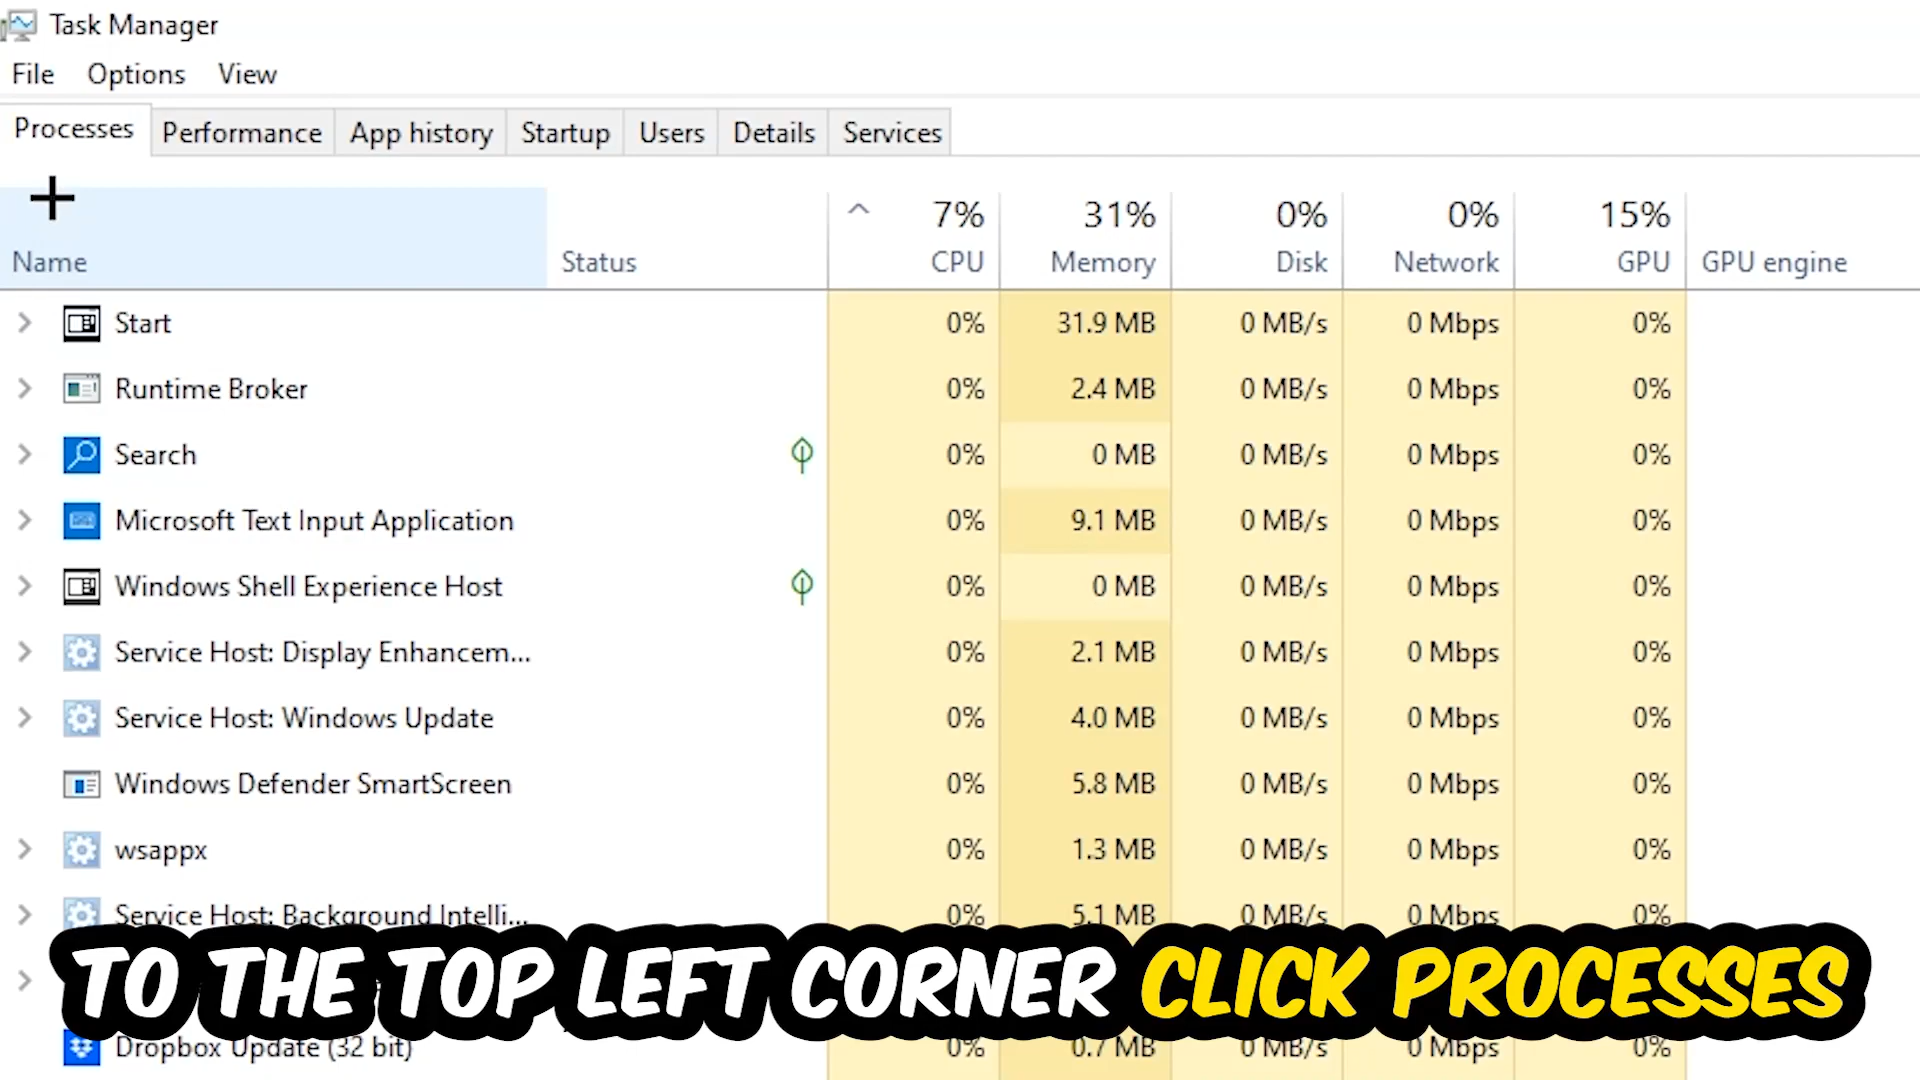 Task Manager
File Options View
Processes Performance App history Startup Users Details Services
7% 31% 0% 0% 15%
Name Status CPU Memory Disk Network GPU GPU engine
Start 0% 31.9 MB 0 MB/s 0 Mbps 0%
Runtime Broker 0% 2.4 MB 0 MB/s 0 Mbps 0%
Search 0% 0 MB 0 MB/s 0 Mbps 0%
Microsoft Text Input Application 0% 9.1 MB 0 MB/s 0 Mbps 0%
Windows Shell Experience Host 0% 0 MB 0 MB/s 0 Mbps 0%
Service Host: Display Enhancem... 0% 2.1 MB 0 MB/s 0 Mbps 0%
Service Host: Windows Update 0% 4.0 MB 0 MB/s 0 Mbps 0%
Windows Defender SmartScreen 0% 5.8 MB 0 MB/s 0 Mbps 0%
wsappx 0% 1.3 MB 0 MB/s 0 Mbps 0%
Service Host: Background Intelli... 0% 5.1 MB 0 MB/s 0 Mbps 0%
TO THE TOP LEFT CORNER CLICK PROCESSES
Dropbox Update (32 bit) 0% 0.7 MB 0 MB/s 0 Mbps 0%